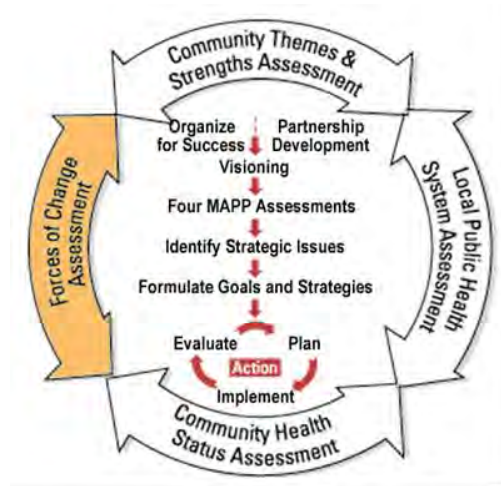 Community Themes &
Strengths Assessment
Organize
for Success
Partnership
Development
Visioning
Four MAPP Assessments
Identify Strategic Issues
Formulate Goals and Strategies
Evaluate
Plan
Action
Implement
Forces of Change
Assessment
Local Public Health
System Assessment
Community Health
Status Assessment